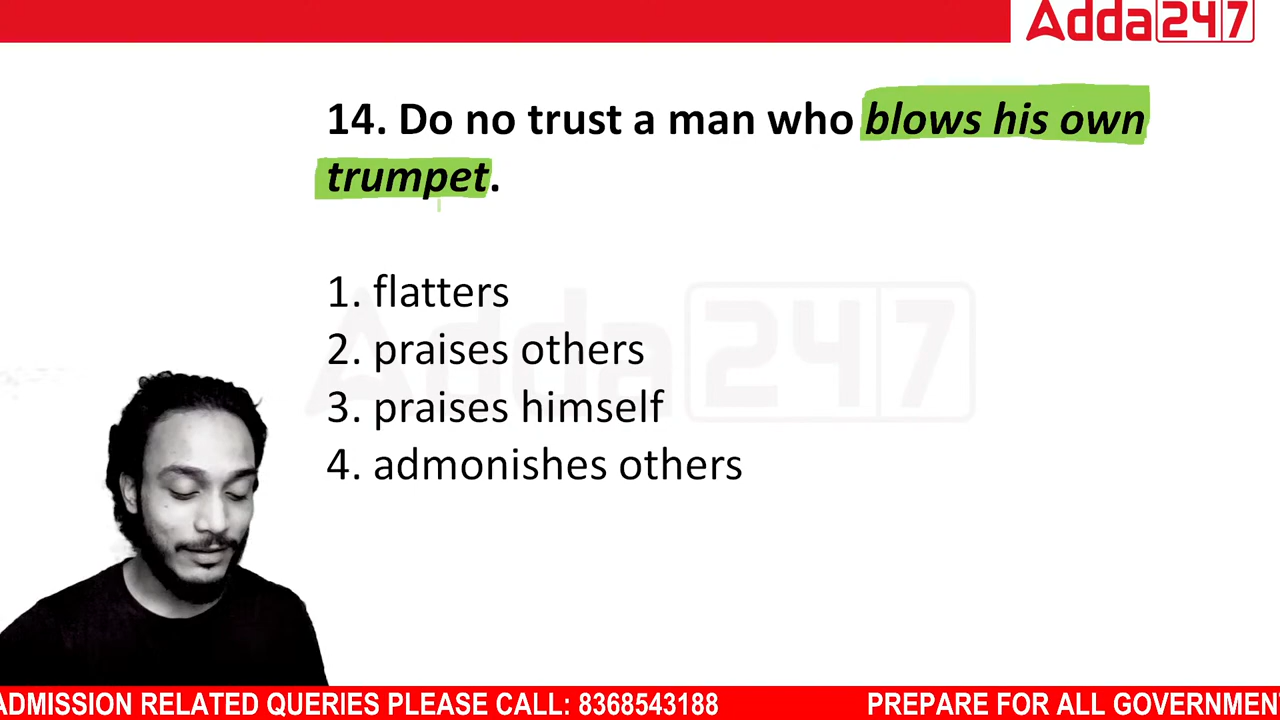 Adda247
14. Do no trust a man who blows his own
trumpet.
1. flatters
2. praises others
3. praises himself
4. admonishes others
Adda247
ADMISSION RELATED QUERIES PLEASE CALL: 8368543188 PREPARE FOR ALL GOVERNMEN